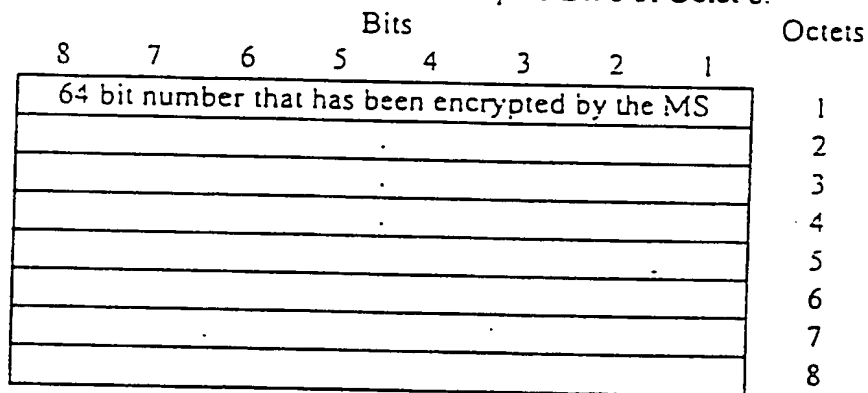 Bits Octets
8 7 6 5 4 3 2 1
64 bit number that has been encrypted by the MS 1
. 2
. 3
. 4
5
6
7
8